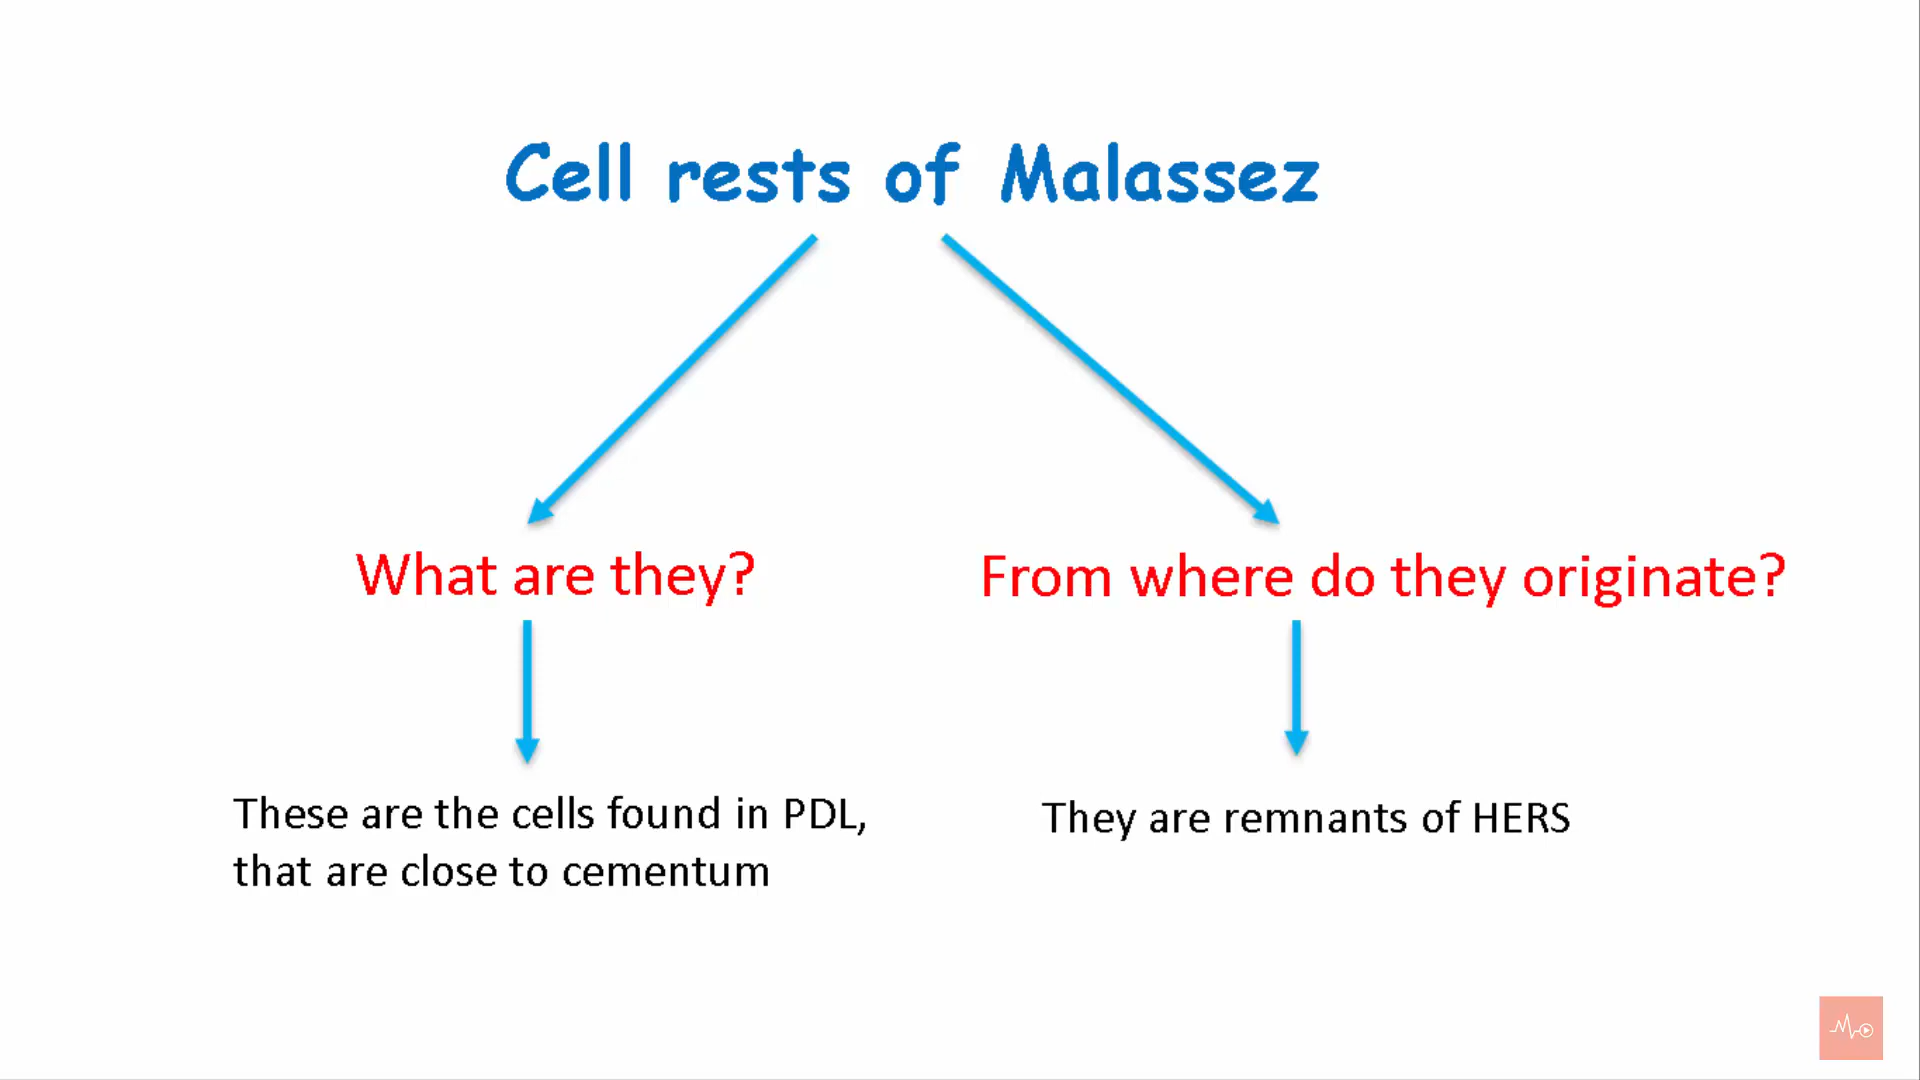 Cell rests of Malassez
What are they?
From where do they originate?
These are the cells found in PDL,
that are close to cementum
They are remnants of HERS